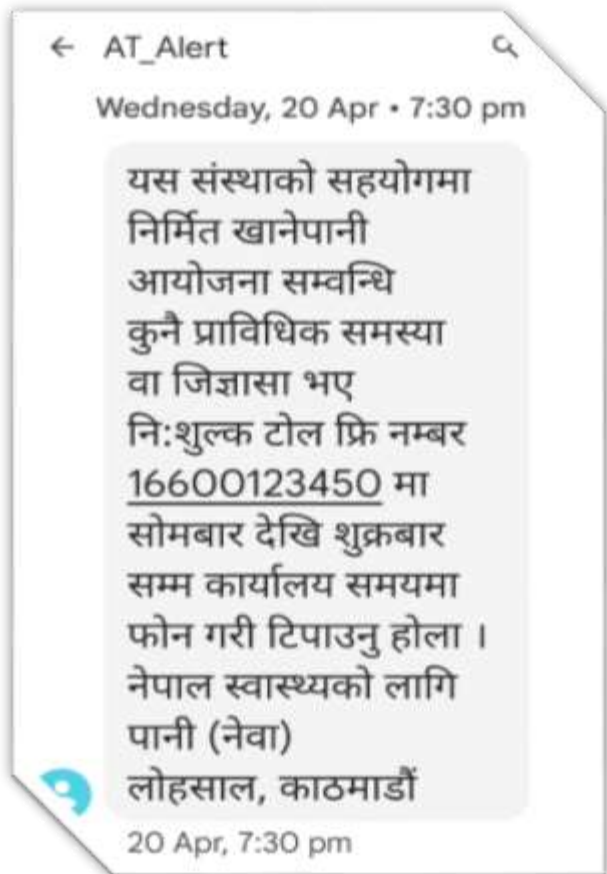 AT_Alert
Wednesday, 20 Apr • 7:30 pm
यस संस्थाको सहयोगमा
निर्मित खानेपानी
आयोजना सम्वन्धि
कुनै प्राविधिक समस्या
वा जिज्ञासा भए
नि:शुल्क टोल फ्रि नम्बर
16600123450 मा
सोमबार देखि शुक्रबार
सम्म कार्यालय समयमा
फोन गरी टिपाउनु होला ।
नेपाल स्वास्थ्यको लागि
पानी (नेवा)
लोहसाल, काठमाडौं
20 Apr, 7:30 pm